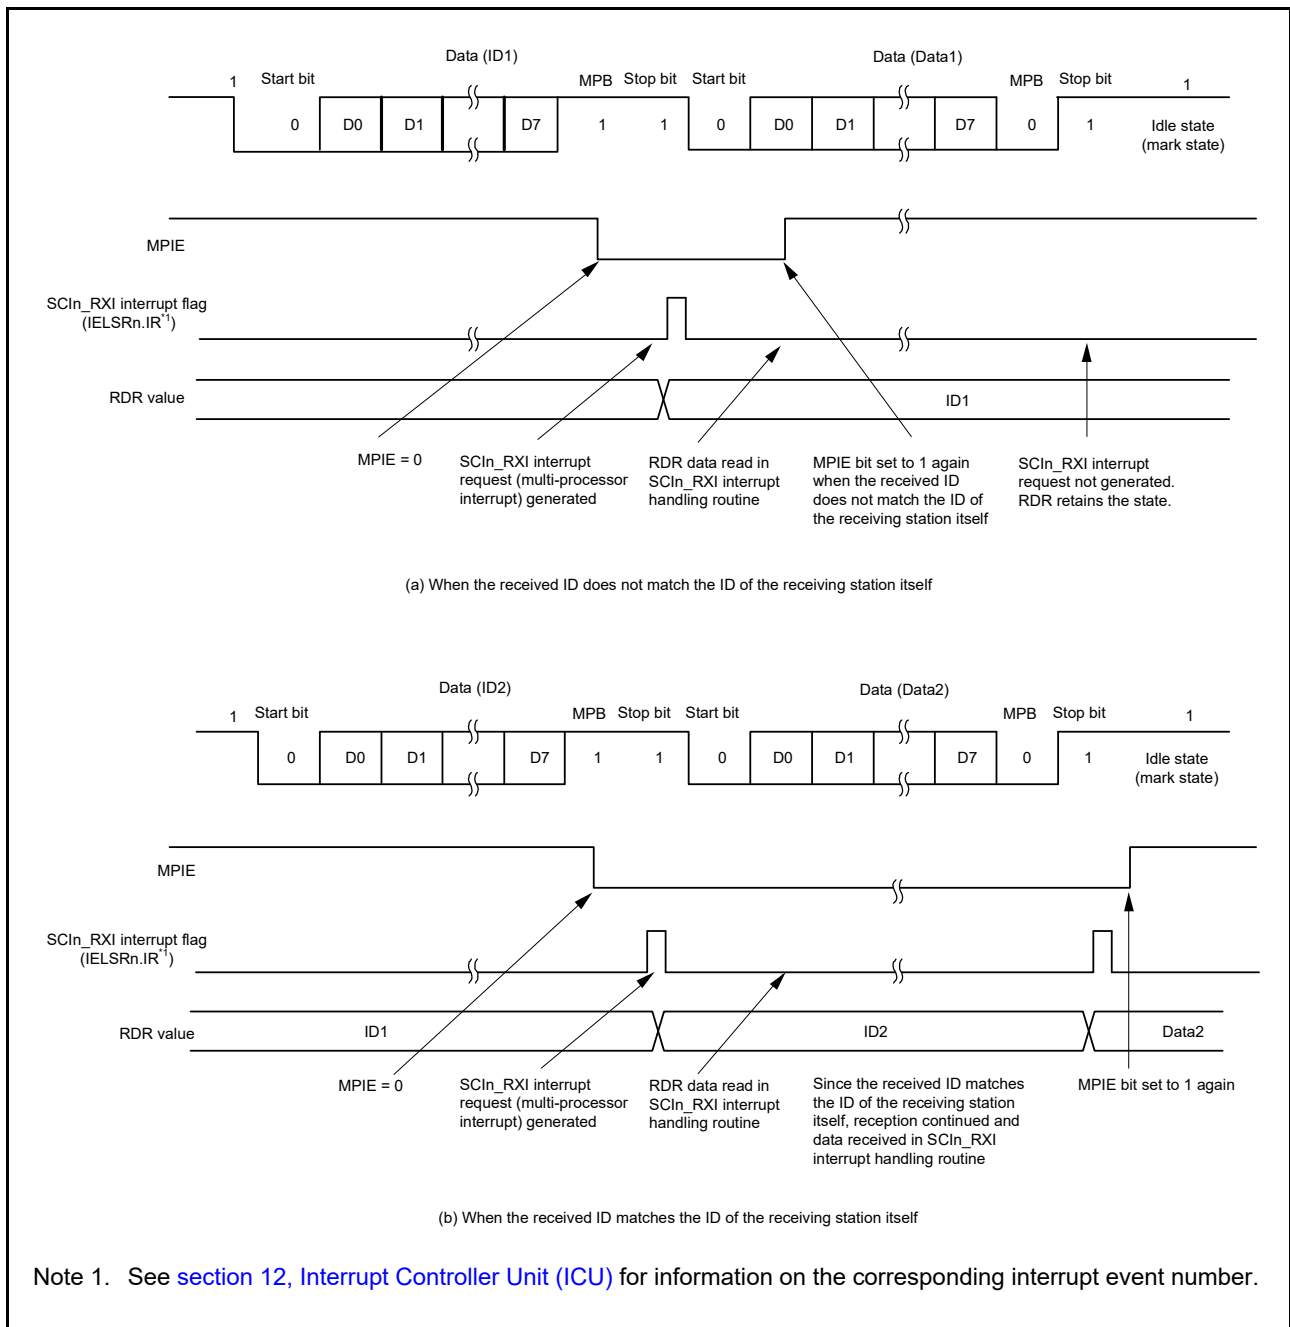 Data (ID1) Data (Data1)
1 Start bit MPB Stop bit Start bit MPB Stop bit 1
0 D0 D1 D7 1 1 0 D0 D1 D7 0 1 Idle state
(mark state)
MPIE
SCIn_RXI interrupt flag
(IELSRn.IR*1)
RDR value ID1
MPIE = 0
SCIn_RXI interrupt
request (multi-processor
interrupt) generated
RDR data read in
SCIn_RXI interrupt
handling routine
MPIE bit set to 1 again
when the received ID
does not match the ID of
the receiving station itself
SCIn_RXI interrupt
request not generated.
RDR retains the state.
(a) When the received ID does not match the ID of the receiving station itself
Data (ID2) Data (Data2)
1 Start bit MPB Stop bit Start bit MPB Stop bit 1
0 D0 D1 D7 1 1 0 D0 D1 D7 0 1 Idle state
(mark state)
MPIE
SCIn_RXI interrupt flag
(IELSRn.IR*1)
RDR value ID1 ID2 Data2
MPIE = 0
SCIn_RXI interrupt
request (multi-processor
interrupt) generated
RDR data read in
SCIn_RXI interrupt
handling routine
Since the received ID matches
the ID of the receiving station
itself, reception continued and
data received in SCIn_RXI
interrupt handling routine
MPIE bit set to 1 again
(b) When the received ID matches the ID of the receiving station itself
Note 1. See section 12, Interrupt Controller Unit (ICU) for information on the corresponding interrupt event number.